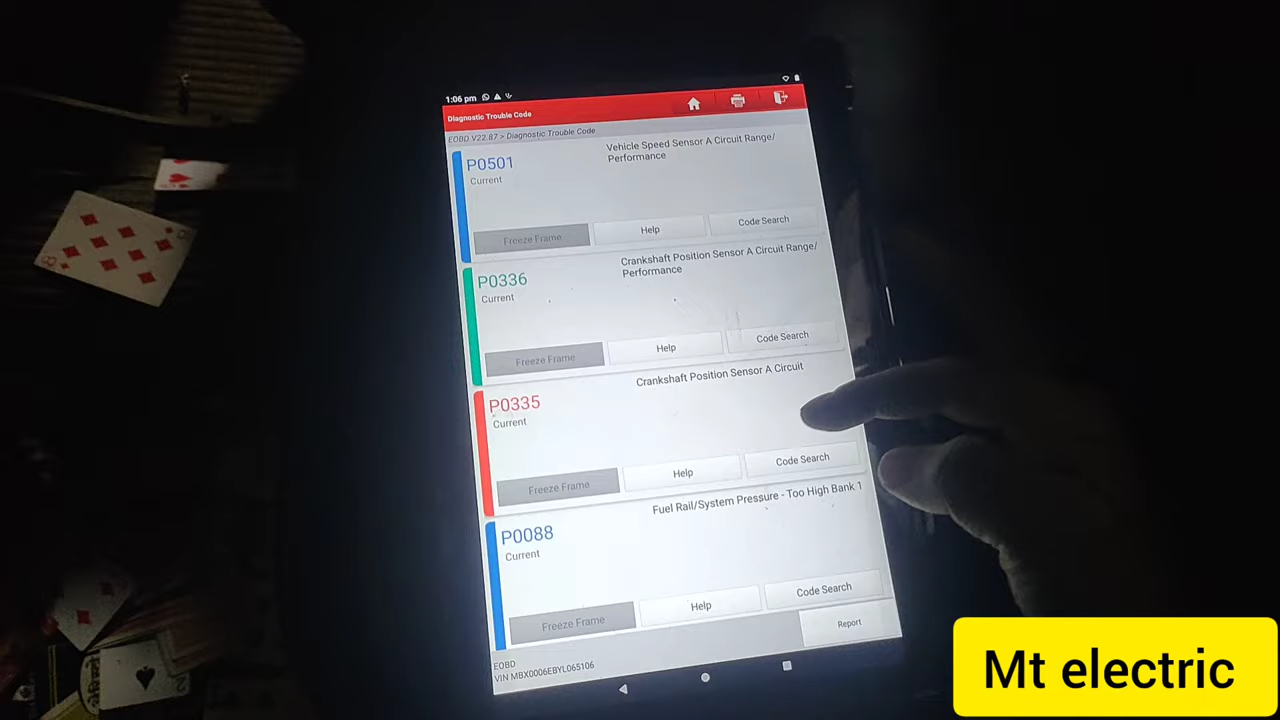 1:06 pm
Diagnostic Trouble Code
EOBD V22.87 > Diagnostic Trouble Code
P0501
Vehicle Speed Sensor A Circuit Range/
Performance
Current
Freeze Frame
Help
Code Search
P0336
Crankshaft Position Sensor A Circuit Range/
Performance
Current
Freeze Frame
Help
Code Search
P0335
Crankshaft Position Sensor A Circuit
Current
Freeze Frame
Help
Code Search
P0088
Fuel Rail/System Pressure - Too High Bank 1
Current
Freeze Frame
Help
Code Search
Report
EOBD
VIN MBX0006EBYL065106
8
8
Mt electric